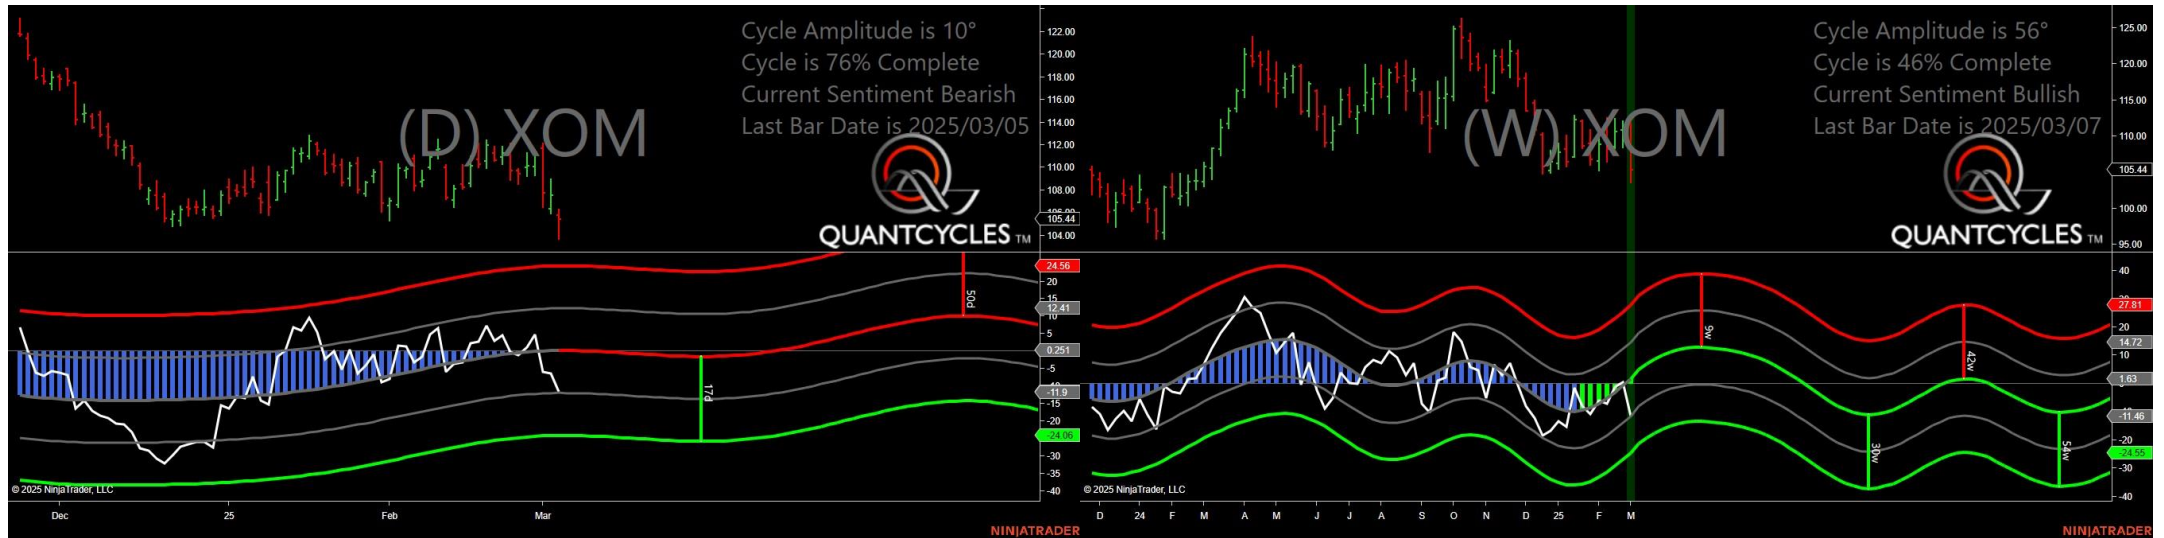 Cycle Amplitude is 10°
Cycle is 76% Complete
Current Sentiment Bearish
Last Bar Date is 2025/03/05
(D) XOM
QUANTCYCLES TM
122.00
120.00
118.00
116.00
114.00
112.00
110.00
108.00
105.44
104.00
24.56
20
15
12.41
10
5
0.251
-5
-11.9
-15
-20
-24.06
-30
-35
-40
50d
17d
© 2025 NinjaTrader, LLC
Dec
25
Feb
Mar
NINJATRADER
Cycle Amplitude is 56°
Cycle is 46% Complete
Current Sentiment Bullish
Last Bar Date is 2025/03/07
(W) XOM
QUANTCYCLES TM
125.00
120.00
115.00
110.00
105.44
100.00
95.00
40
27.81
20
14.72
10
1.63
-11.46
-20
-24.55
-30
-40
9w
30w
42w
54w
© 2025 NinjaTrader, LLC
D
24
F
M
A
M
J
J
A
S
O
N
D
25
F
M
NINJATRADER